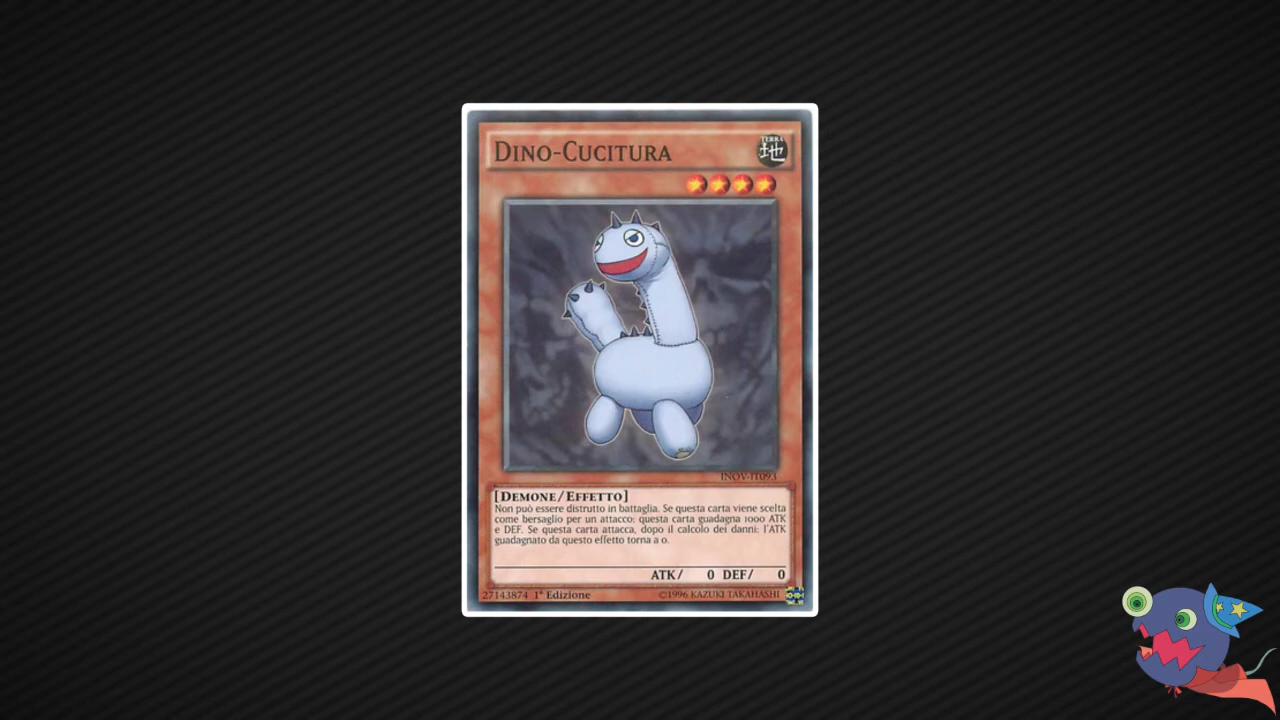 DINO-CUCITURA
TERRA
地
INOV-IT093
[DEMONE/EFFETTO]
Non può essere distrutto in battaglia. Se questa carta viene scelta
come bersaglio per un attacco: questa carta guadagna 1000 ATK
e DEF. Se questa carta attacca, dopo il calcolo dei danni: l'ATK
guadagnato da questo effetto torna a 0.
ATK/ 0 DEF/ 0
27143874 1ª Edizione ©1996 KAZUKI TAKAHASHI